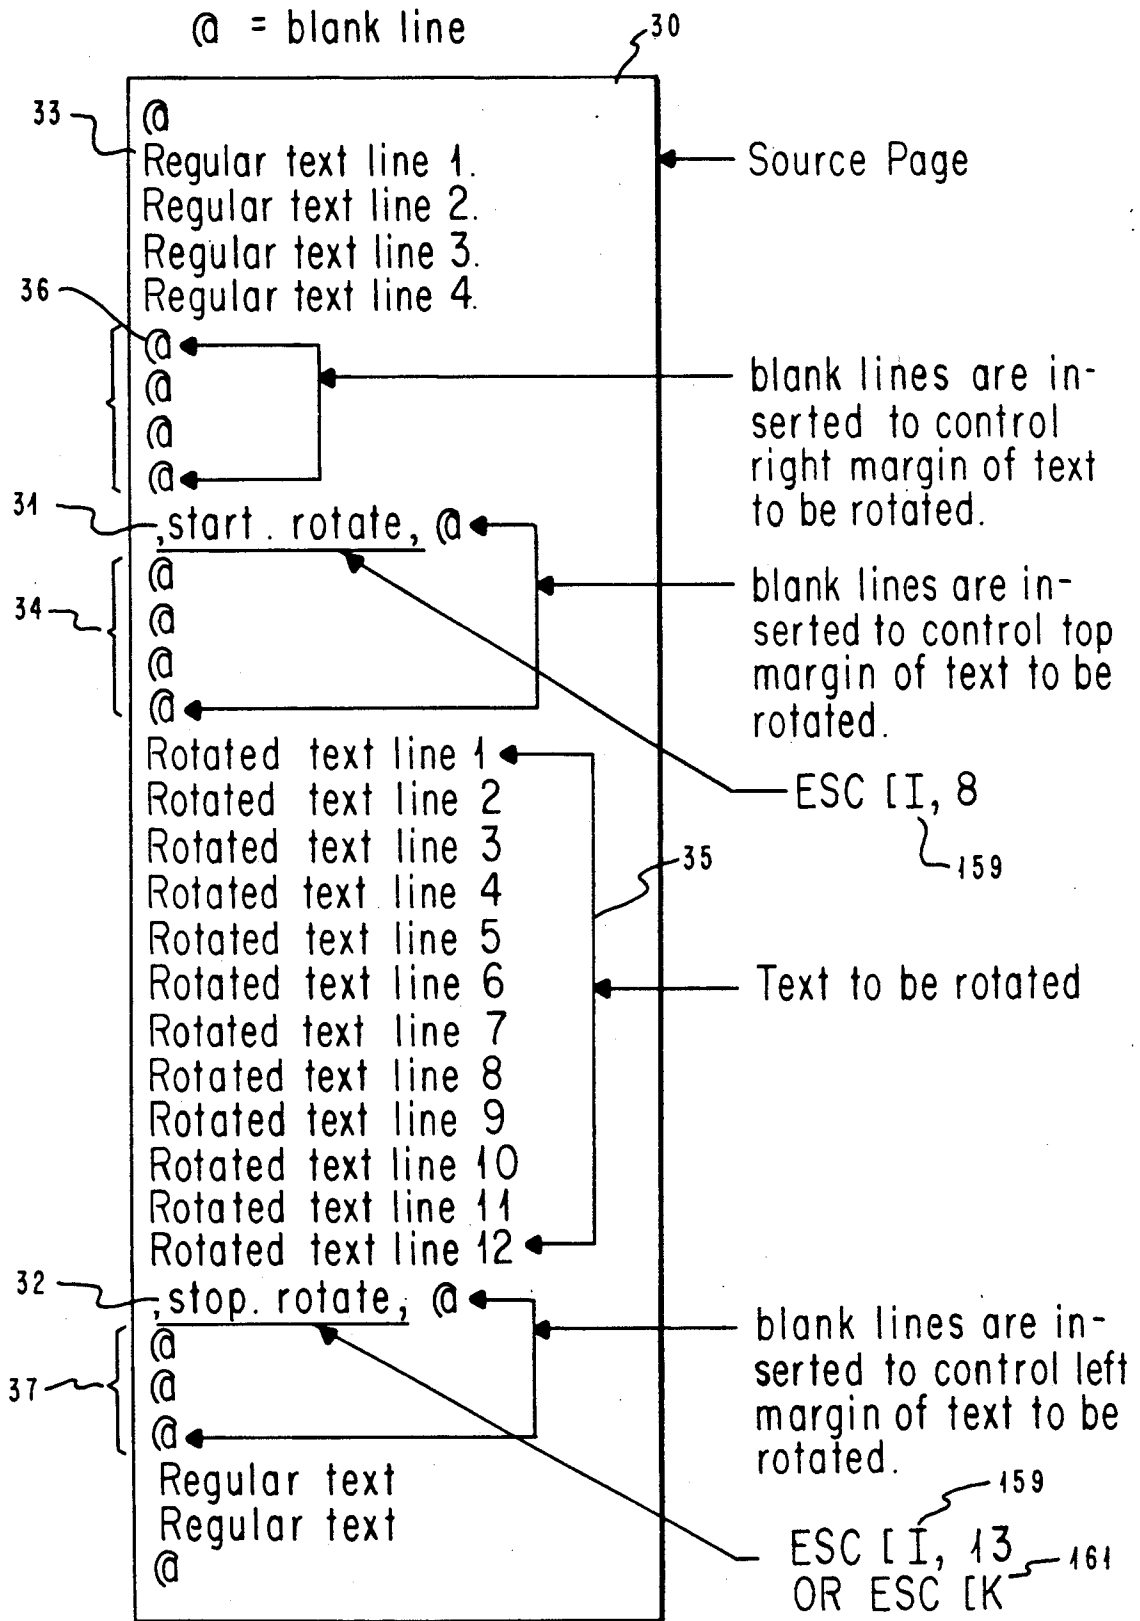 @ = blank line
30
@
33
Regular text line 1.
Source Page
Regular text line 2.
Regular text line 3.
Regular text line 4.
36
@
@
@
@
blank lines are in-
serted to control
right margin of text
to be rotated.
31
,start. rotate, @
34
@
@
@
@
blank lines are in-
serted to control top
margin of text to be
rotated.
Rotated text line 1
Rotated text line 2
ESC [I, 8
159
Rotated text line 3
35
Rotated text line 4
Rotated text line 5
Rotated text line 6
Text to be rotated
Rotated text line 7
Rotated text line 8
Rotated text line 9
Rotated text line 10
Rotated text line 11
Rotated text line 12
32
,stop. rotate, @
37
@
@
@
blank lines are in-
serted to control left
margin of text to be
rotated.
Regular text
Regular text
@
159
ESC [I, 13
OR ESC [K
161